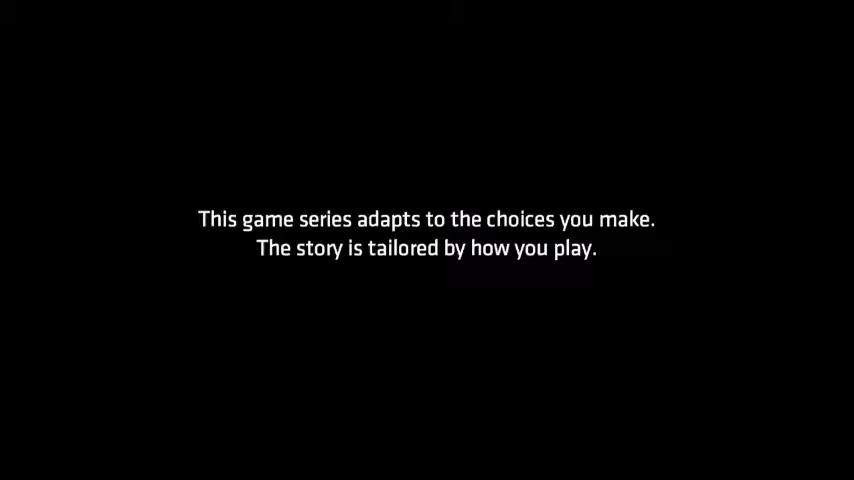 This game series adapts to the choices you make.
The story is tailored by how you play.